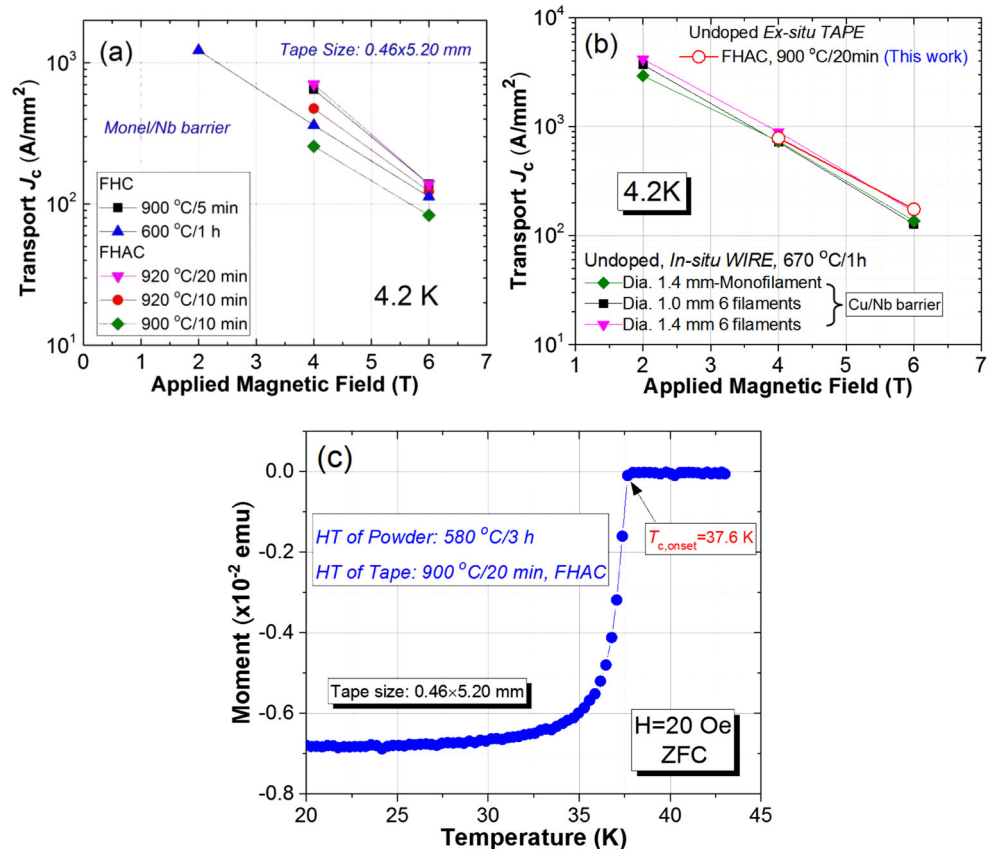 (a)
Tape Size: 0.46x5.20 mm
Monel/Nb barrier
FHC
900 °C/5 min
600 °C/1 h
FHAC
920 °C/20 min
920 °C/10 min
900 °C/10 min
4.2 K
Transport Jc (A/mm²)
10³
10²
10¹
0 1 2 3 4 5 6 7
Applied Magnetic Field (T)
(b)
Undoped Ex-situ TAPE
FHAC, 900 °C/20min (This work)
4.2K
Undoped, In-situ WIRE, 670 °C/1h
Dia. 1.4 mm-Monofilament
Dia. 1.0 mm 6 filaments
Dia. 1.4 mm 6 filaments
Cu/Nb barrier
Transport Jc (A/mm²)
10⁴
10³
10²
10¹
1 2 3 4 5 6 7
Applied Magnetic Field (T)
(c)
HT of Powder: 580 °C/3 h
HT of Tape: 900 °C/20 min, FHAC
Tc,onset=37.6 K
Tape size: 0.46×5.20 mm
H=20 Oe
ZFC
Moment (x10⁻² emu)
0.0
-0.2
-0.4
-0.6
-0.8
20 25 30 35 40 45
Temperature (K)